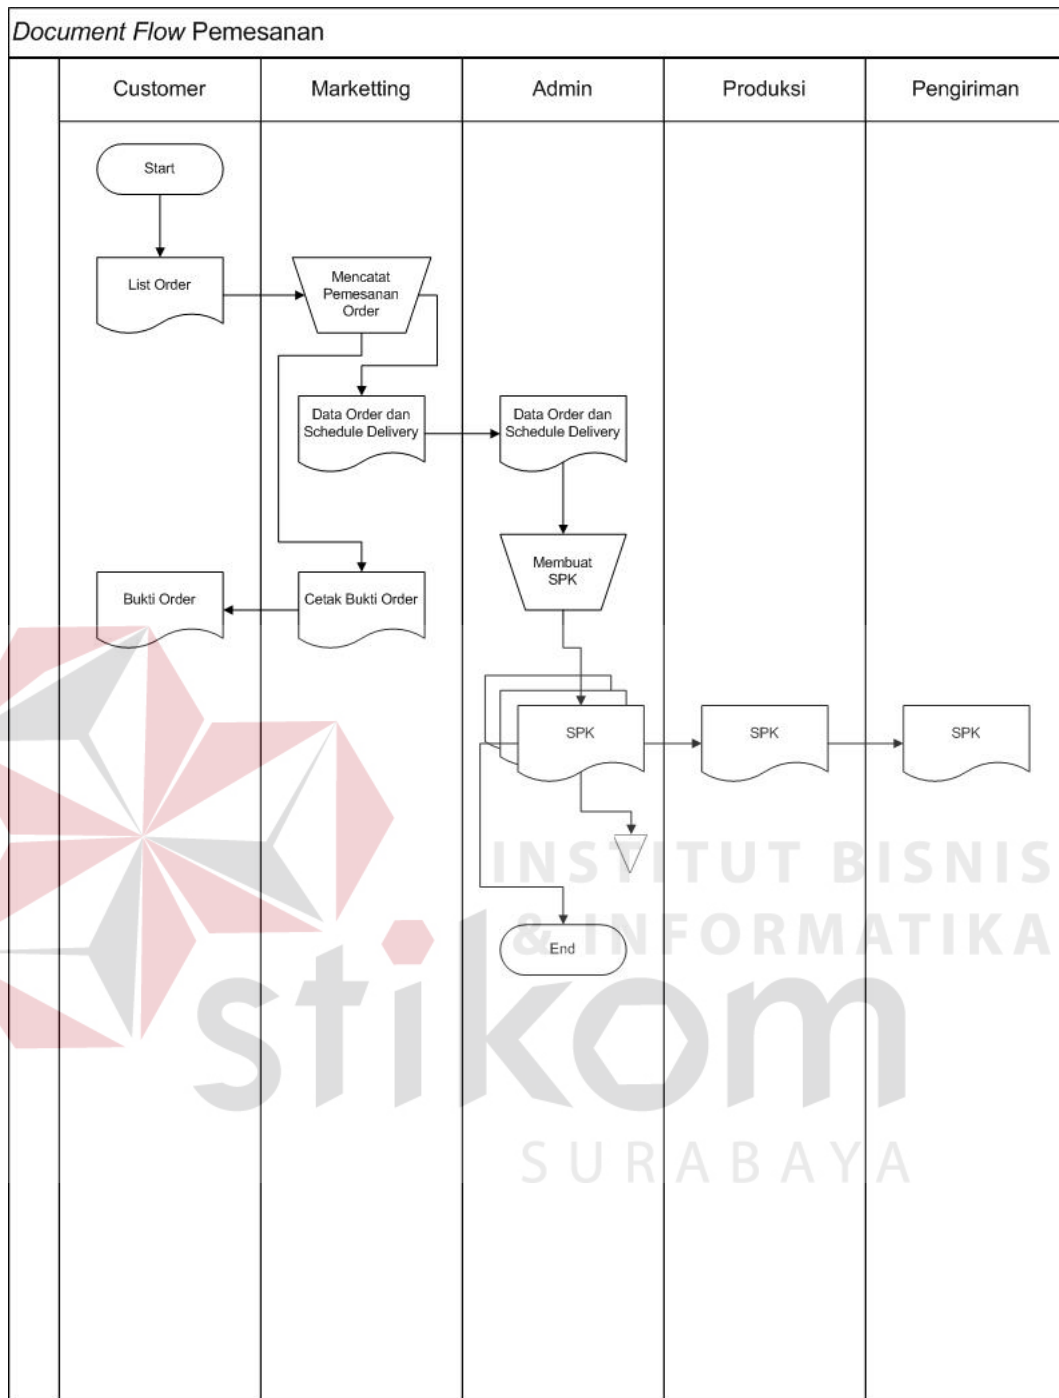 Document Flow Pemesanan
Customer
Marketting
Admin
Produksi
Pengiriman
Start
List Order
Mencatat
Pemesanan
Order
Data Order dan
Schedule Delivery
Data Order dan
Schedule Delivery
Membuat
SPK
Bukti Order
Cetak Bukti Order
SPK
SPK
SPK
End
INSTITUT BISNIS
& INFORMATIKA
stikom
SURABAYA